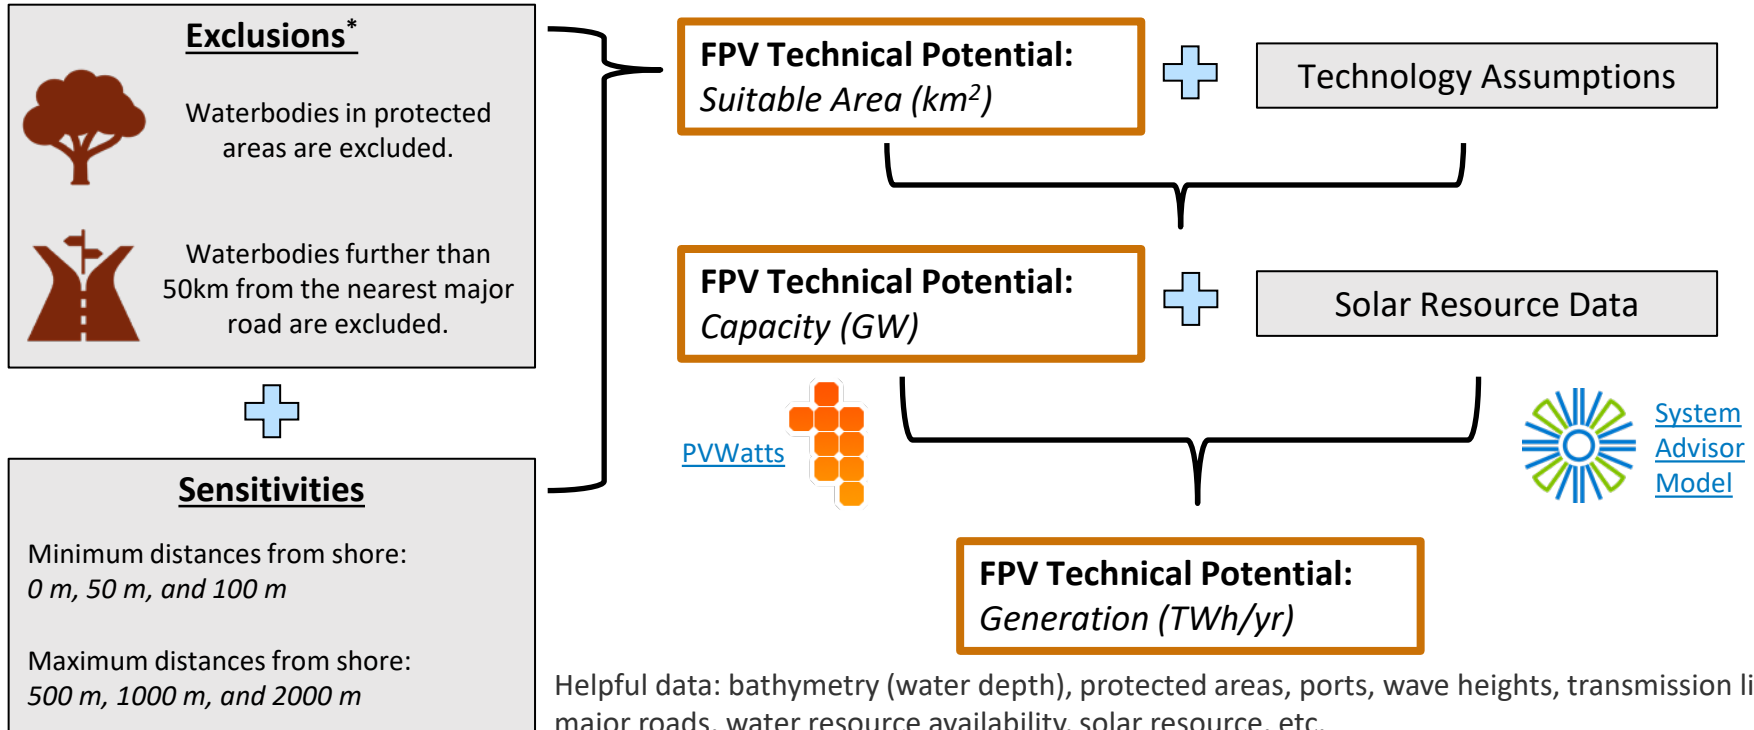 Exclusions*
Waterbodies in protected
areas are excluded.
Waterbodies further than
50km from the nearest major
road are excluded.
Sensitivities
Minimum distances from shore:
0 m, 50 m, and 100 m
Maximum distances from shore:
500 m, 1000 m, and 2000 m
FPV Technical Potential:
Suitable Area (km²)
Technology Assumptions
FPV Technical Potential:
Capacity (GW)
Solar Resource Data
PVWatts
System
Advisor
Model
FPV Technical Potential:
Generation (TWh/yr)
Helpful data: bathymetry (water depth), protected areas, ports, wave heights, transmission li
major roads, water resource availability, solar resource, etc.